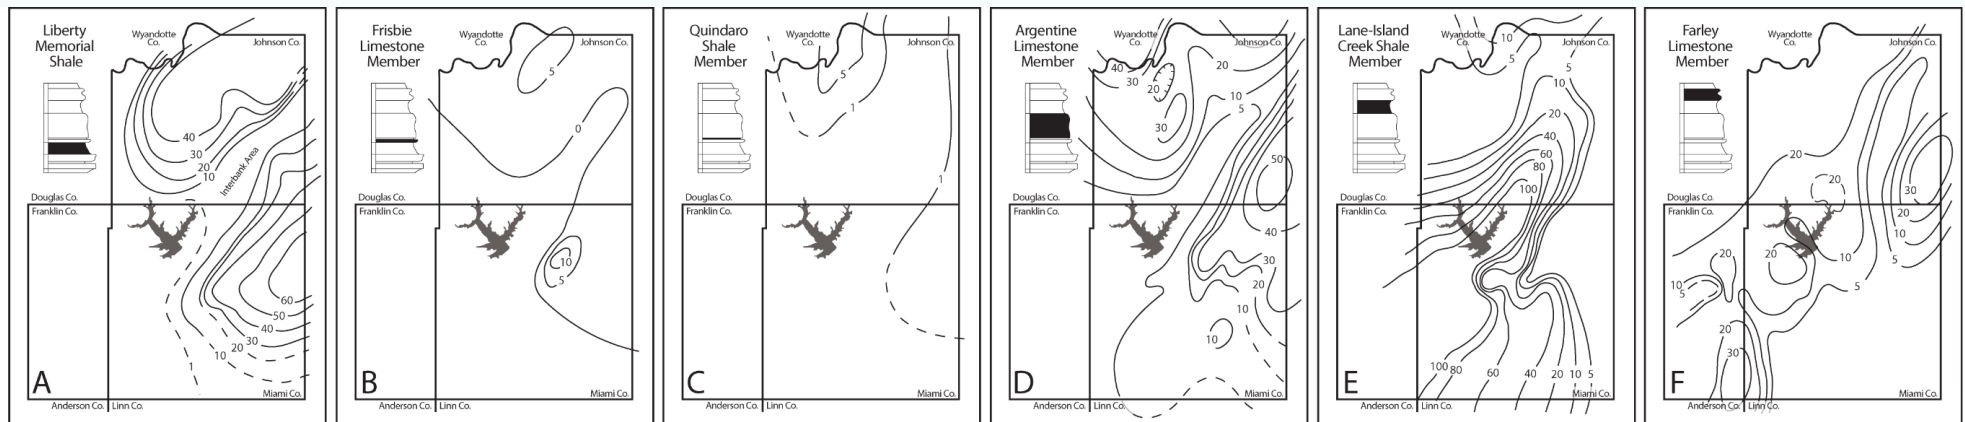 Liberty
Memorial
Shale
Wyandotte
Co.
Johnson Co.
40
30
20
10
Interbank Area
Douglas Co.
Franklin Co.
60
50
40
30
20
10
1
A
Miami Co.
Anderson Co.
Linn Co.
Frisbie
Limestone
Member
Wyandotte
Co.
Johnson Co.
5
0
Douglas Co.
Franklin Co.
10
5
B
Miami Co.
Anderson Co.
Linn Co.
Quindaro
Shale
Member
Wyandotte
Co.
Johnson Co.
5
1
1
Douglas Co.
Franklin Co.
C
Miami Co.
Anderson Co.
Linn Co.
Argentine
Limestone
Member
Wyandotte
Co.
Johnson Co.
40
30
20
20
10
5
30
50
Douglas Co.
Franklin Co.
40
30
20
10
10
D
Miami Co.
Anderson Co.
Linn Co.
Lane-Island
Creek Shale
Member
Wyandotte
Co.
10
5
Johnson Co.
5
10
20
40
60
80
100
Douglas Co.
Franklin Co.
100
80
60
40
20
10
5
E
Miami Co.
Anderson Co.
Linn Co.
Farley
Limestone
Member
Wyandotte
Co.
Johnson Co.
20
20
30
Douglas Co.
Franklin Co.
20
10
5
20
20
10
10
5
5
20
30
F
Miami Co.
Anderson Co.
Linn Co.